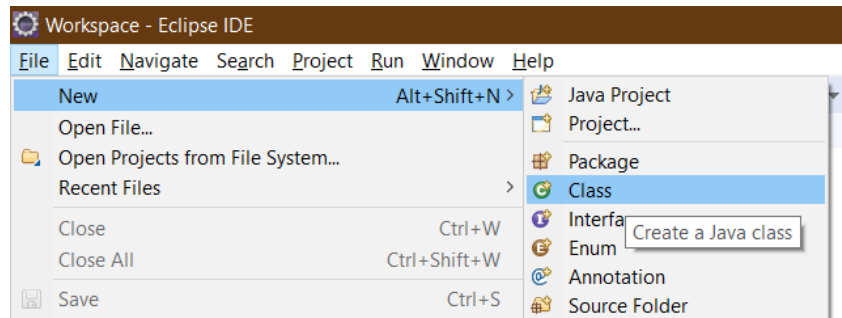 Workspace - Eclipse IDE
File Edit Navigate Search Project Run Window Help
New Alt+Shift+N >
Open File...
Open Projects from File System...
Recent Files >
Close Ctrl+W
Close All Ctrl+Shift+W
Save Ctrl+S
Java Project
Project...
Package
Class
Create a Java class
Enum
Annotation
Source Folder